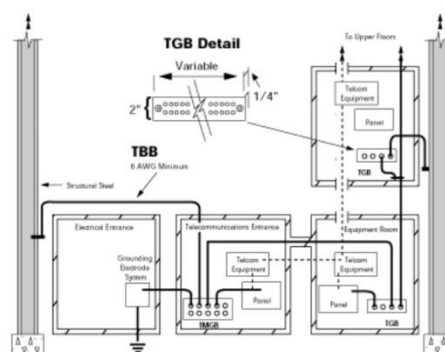 To Upper Floors
TGB Detail
Variable
1/4"
2"
Telcom
Equipment
Panel
TGB
TBB
6 AWG Minimum
Structural Steel
Electrical Entrance
Telecommunications Entrance
Equipment Room
Grounding
Electrode
System
Telcom
Equipment
Panel
TMGB
Telcom
Equipment
Panel
TGB